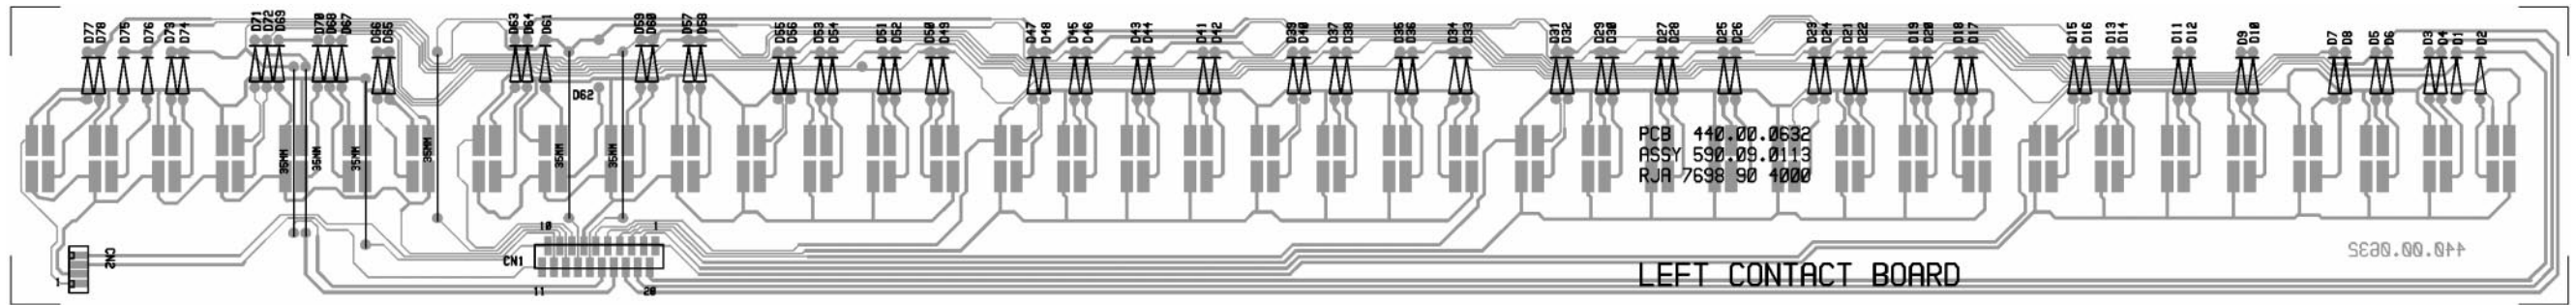 D77 D78 D75 D76 D73 D74 D71 D72 D69 D70 D68 D67 D66 D65 D63 D64 D61 D59 D60 D57 D58 D55 D56 D53 D54 D51 D52 D50 D49 D47 D48 D45 D46 D43 D44 D41 D42 D39 D40 D37 D38 D35 D36 D34 D33 D31 D32 D29 D30 D27 D28 D25 D26 D23 D24 D21 D22 D19 D20 D18 D17 D15 D16 D13 D14 D11 D12 D9 D10 D7 D8 D5 D6 D3 D4 D1 D2
D62
35MM 35MM 35MM 35MM 35MM
PCB 440.00.0632
ASSY 590.09.0113
RJA 7698 90 4000
10 1
440.00.0632
CN2
CN1
LEFT CONTACT BOARD
1
11 20